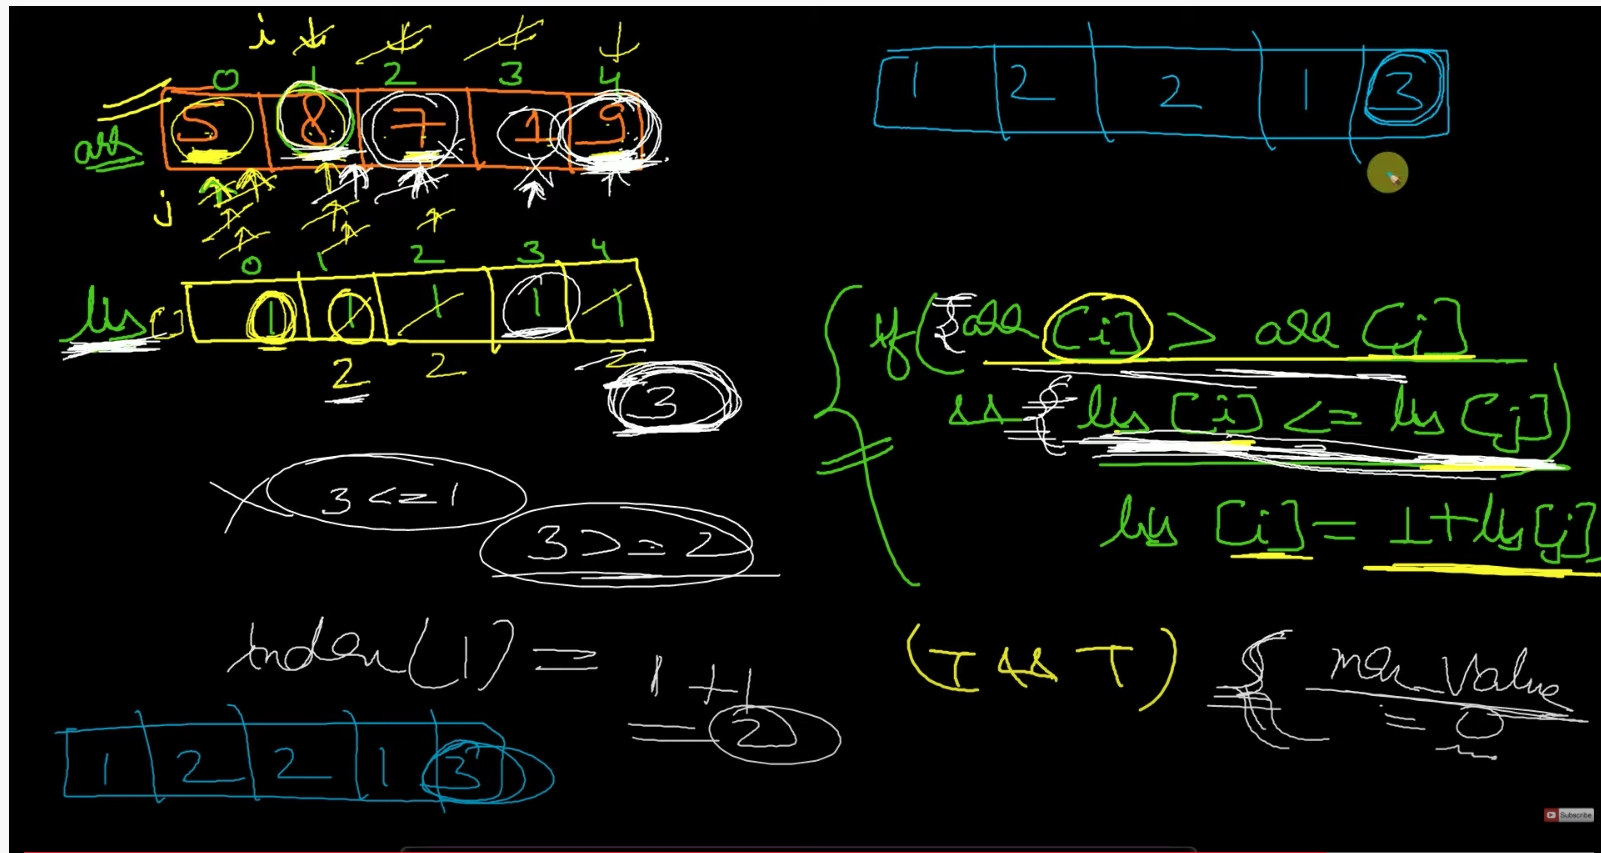 i
0 1 2 3 4
arr 5 8 7 1 9
j
0 1 2 3 4
lis[] 1 1 1 1 1
2 2 2
3
3 <= 1
3 >= 2
index(1) = 1+1
= 2
1 2 2 1 3
1 2 2 1 3
if( arr [i] > arr [j]
&& lis [i] <= lis [j])
lis [i] = 1+lis[j]
(T && T)
max value
= 0
Subscribe